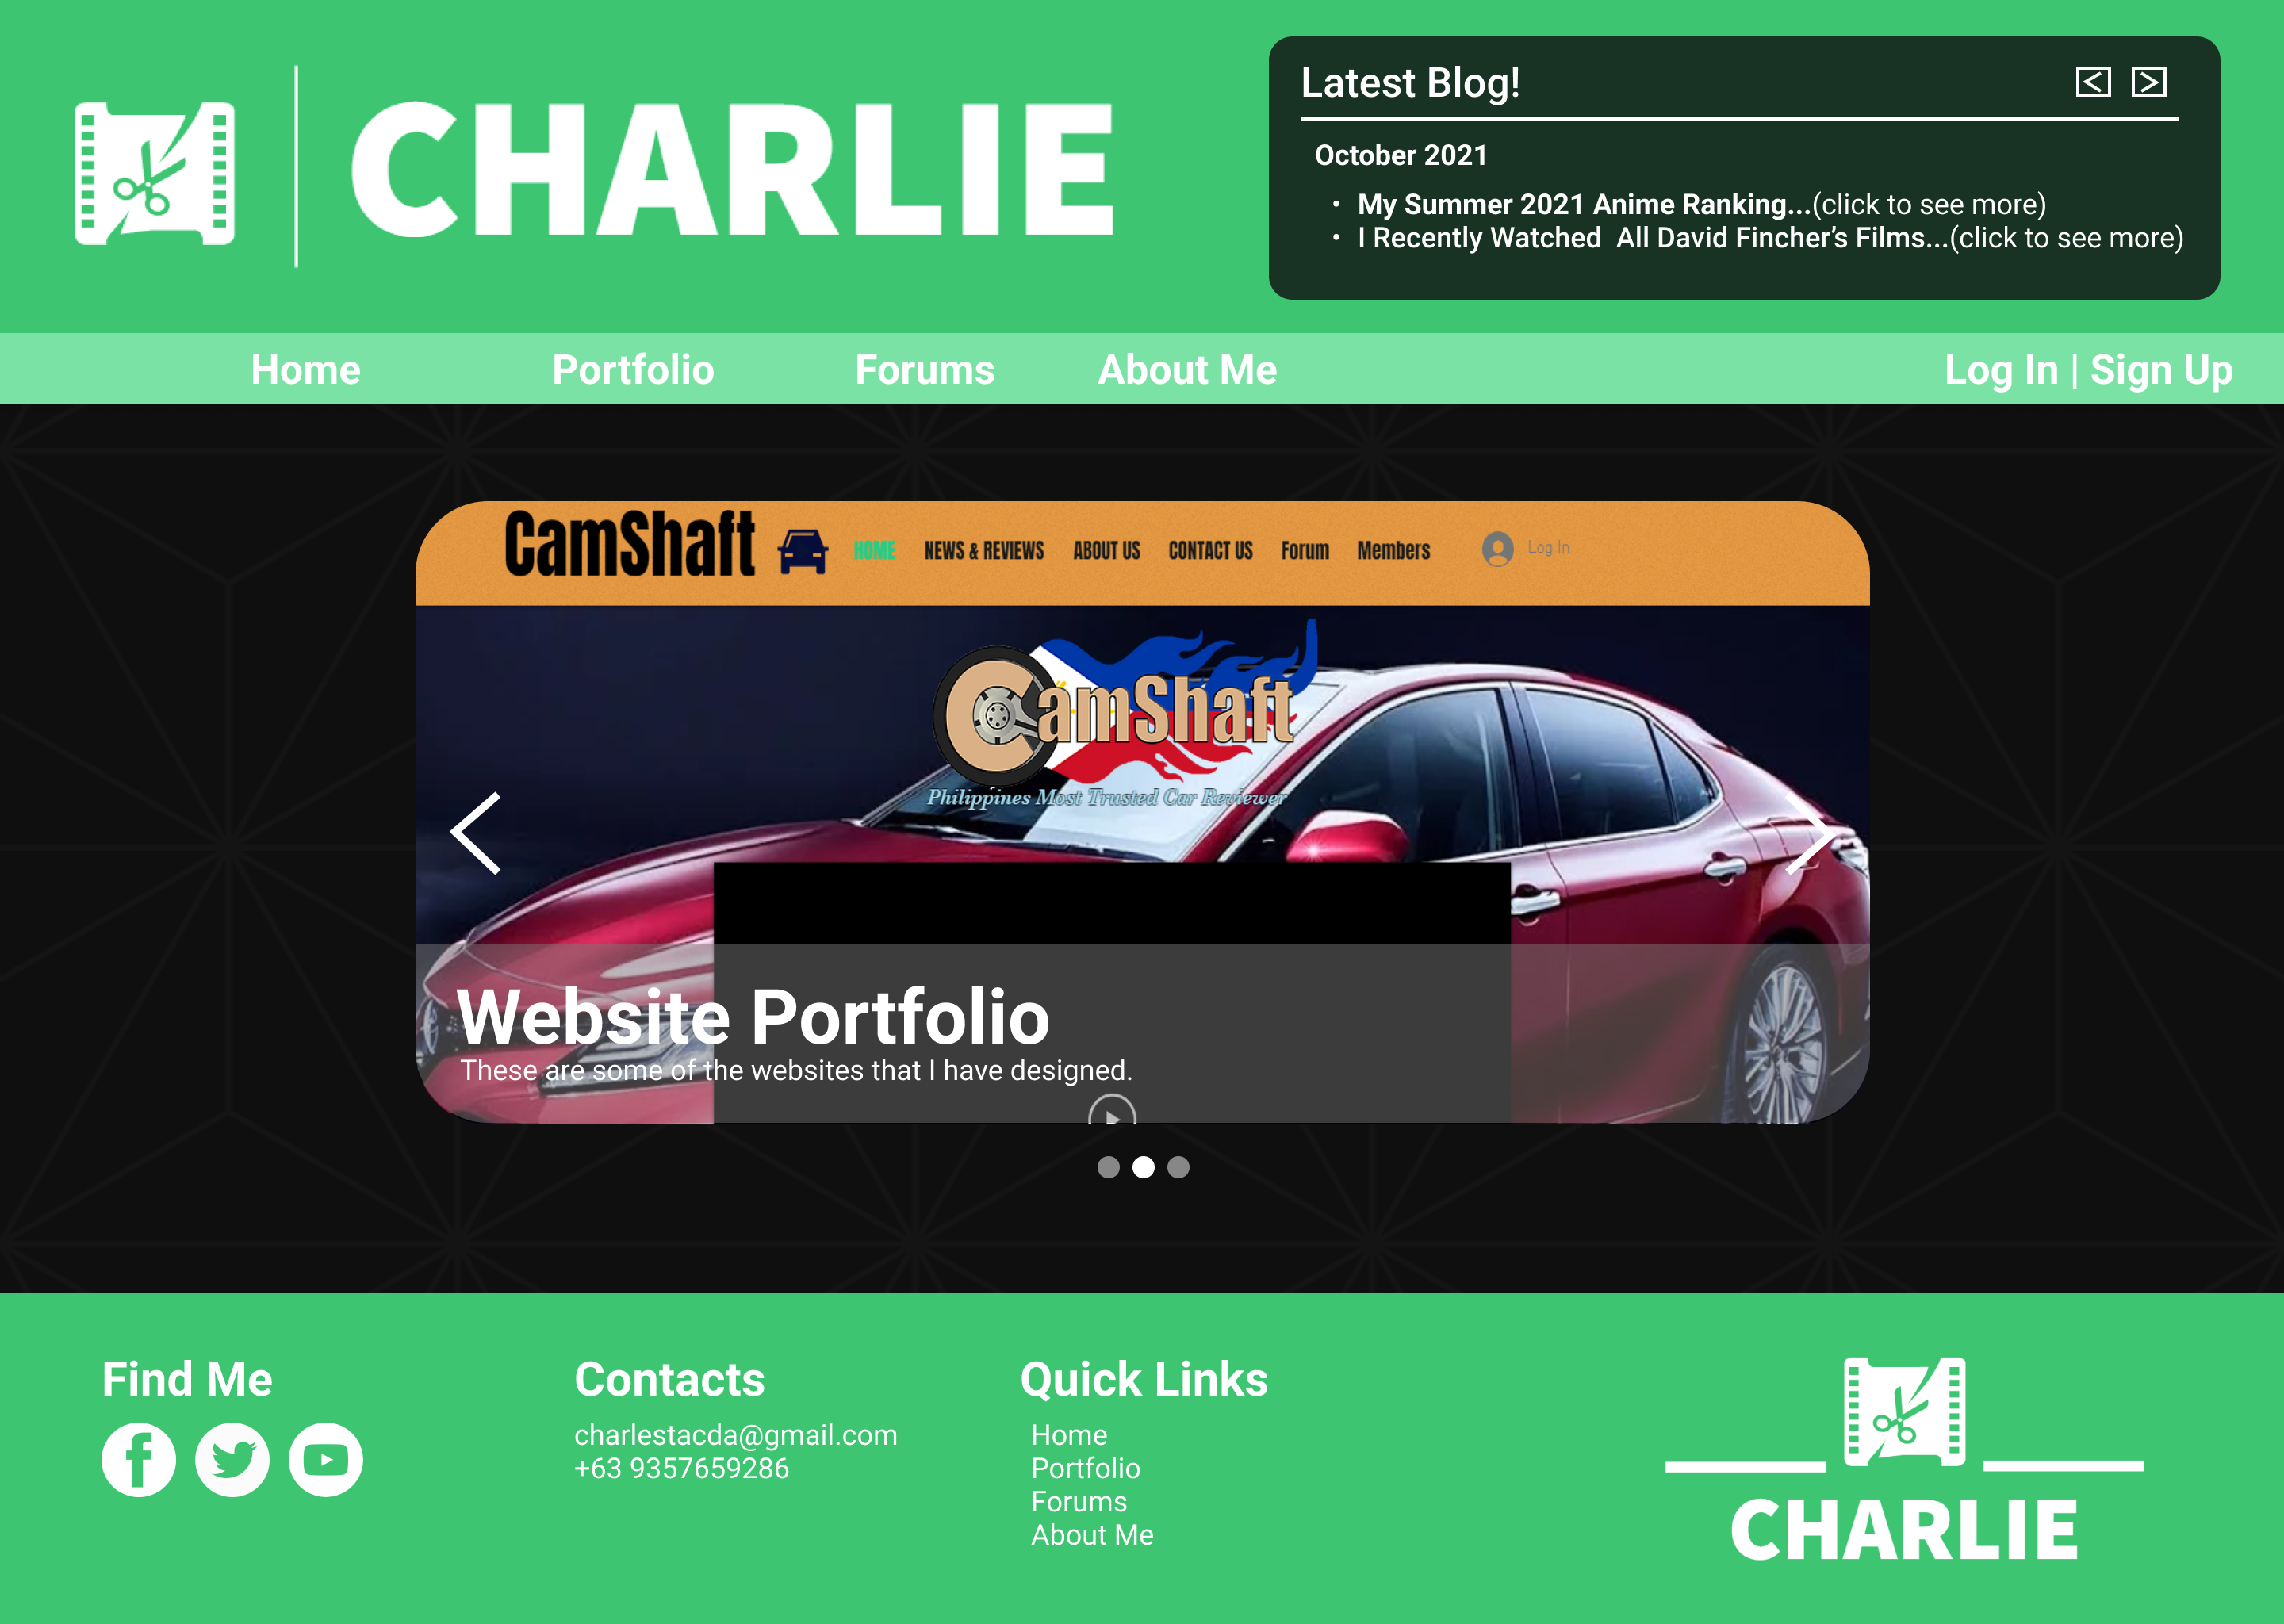 CHARLIE
Latest Blog!
< >
October 2021
• My Summer 2021 Anime Ranking...(click to see more)
• I Recently Watched  All David Fincher’s Films...(click to see more)
Home Portfolio Forums About Me Log In | Sign Up
CamShaft HOME NEWS & REVIEWS ABOUT US CONTACT US Forum Members Log In
CamShaft
Philippines Most Trusted Car Reviewer
Website Portfolio
These are some of the websites that I have designed.
Find Me
Contacts
charlestacda@gmail.com
+63 9357659286
Quick Links
Home
Portfolio
Forums
About Me
CHARLIE